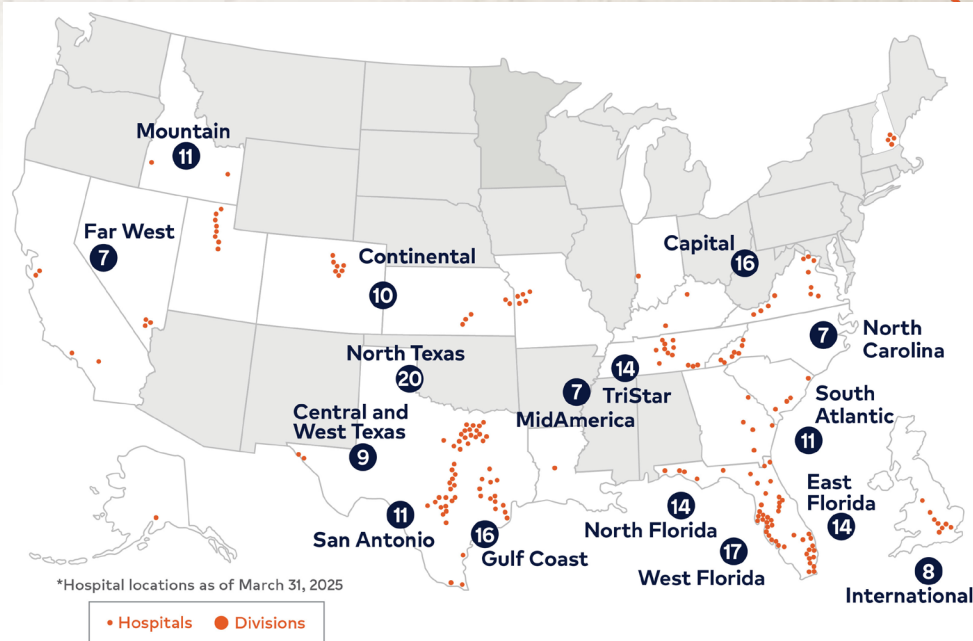 Mountain
11
Far West
7
Continental
10
Capital
16
North Texas
20
Central and
West Texas
9
San Antonio
11
Gulf Coast
16
MidAmerica
7
TriStar
14
North
Carolina
7
South
Atlantic
11
East
Florida
14
North Florida
14
West Florida
17
International
8
*Hospital locations as of March 31, 2025
Hospitals
Divisions